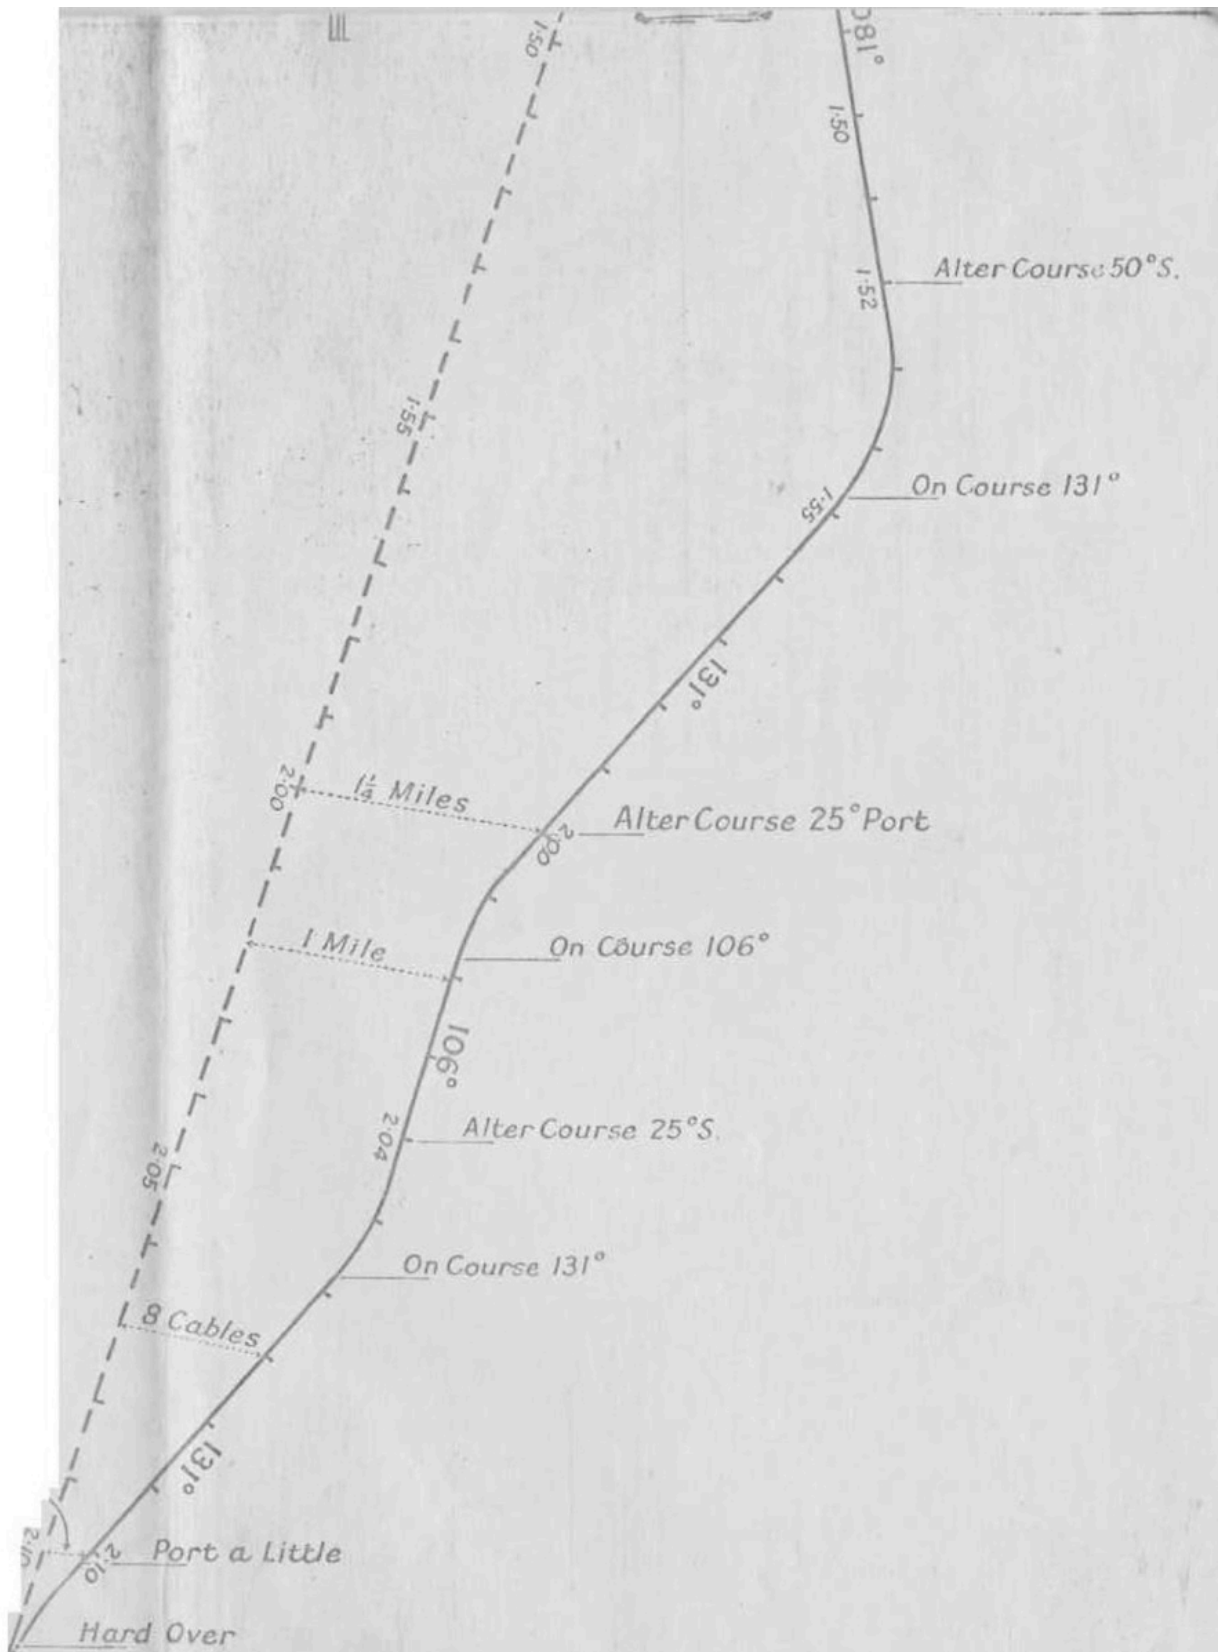 1·50
081°
1·50
1·52
Alter Course 50°S.
1·55
On Course 131°
1·55
131°
2·00
1¼ Miles
Alter Course 25° Port
2·00
1 Mile
On Course 106°
106°
2·04
Alter Course 25°S.
2·05
On Course 131°
8 Cables
131°
2·10
2·10
Port a Little
Hard Over